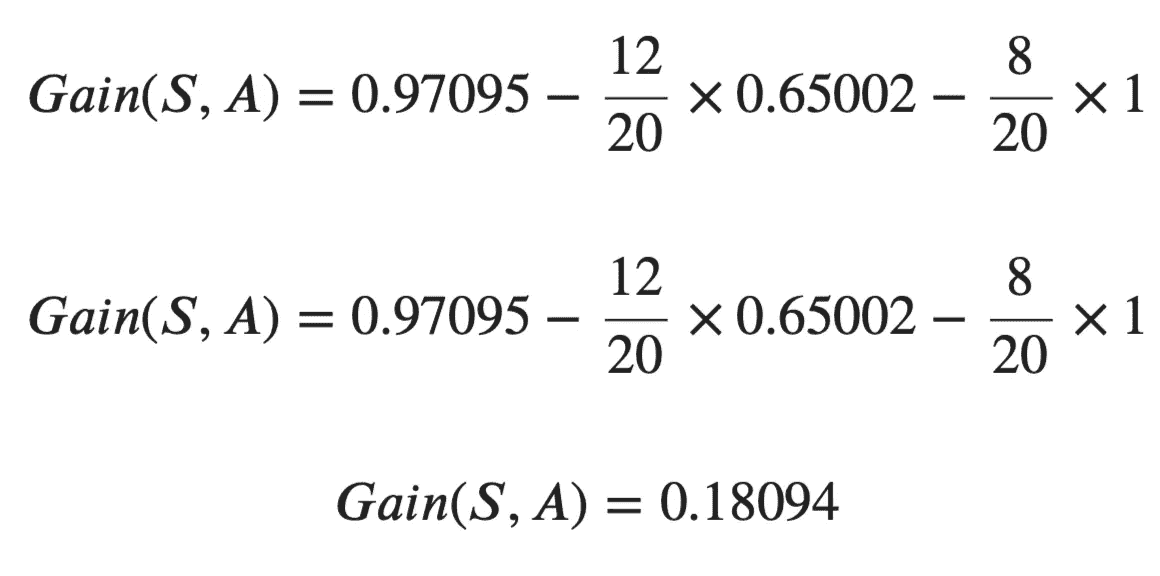 Gain(S, A) = 0.97095 − 12/20 × 0.65002 − 8/20 × 1
Gain(S, A) = 0.97095 − 12/20 × 0.65002 − 8/20 × 1
Gain(S, A) = 0.18094